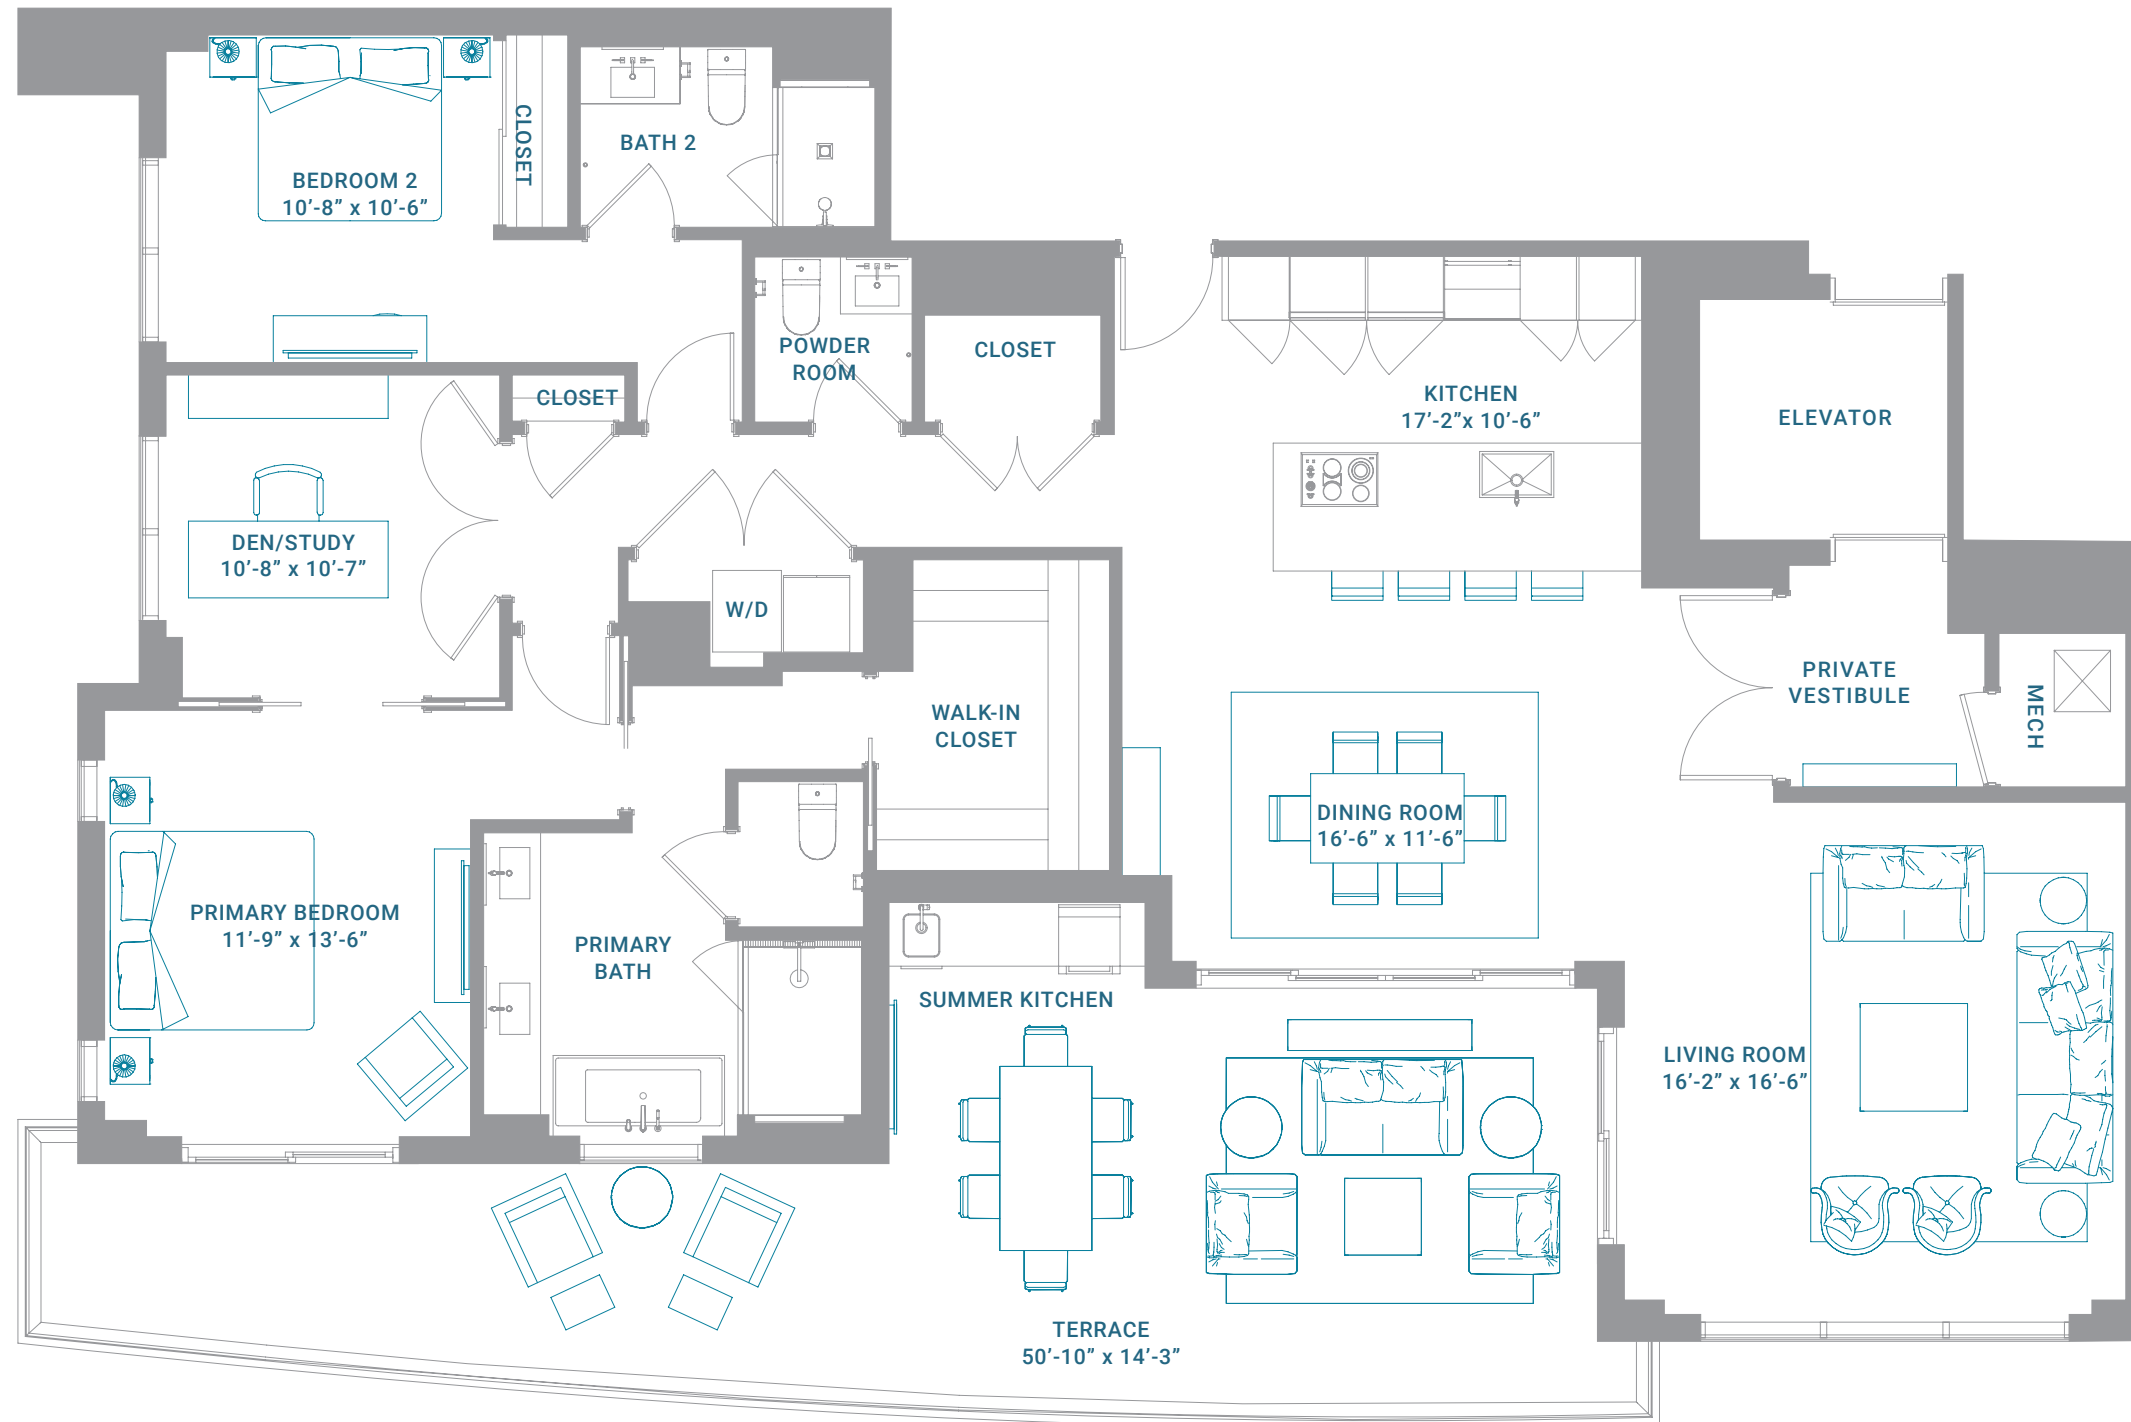 CLOSET
BATH 2
BEDROOM 2
10’-8” x 10’-6”
POWDER
ROOM
CLOSET
CLOSET
KITCHEN
17’-2”x 10’-6”
ELEVATOR
DEN/STUDY
10’-8” x 10’-7”
W/D
PRIVATE
VESTIBULE
MECH
WALK-IN
CLOSET
DINING ROOM
16’-6” x 11’-6”
PRIMARY BEDROOM
11’-9” x 13’-6”
PRIMARY
BATH
SUMMER KITCHEN
LIVING ROOM
16’-2” x 16’-6”
TERRACE
50’-10” x 14’-3”